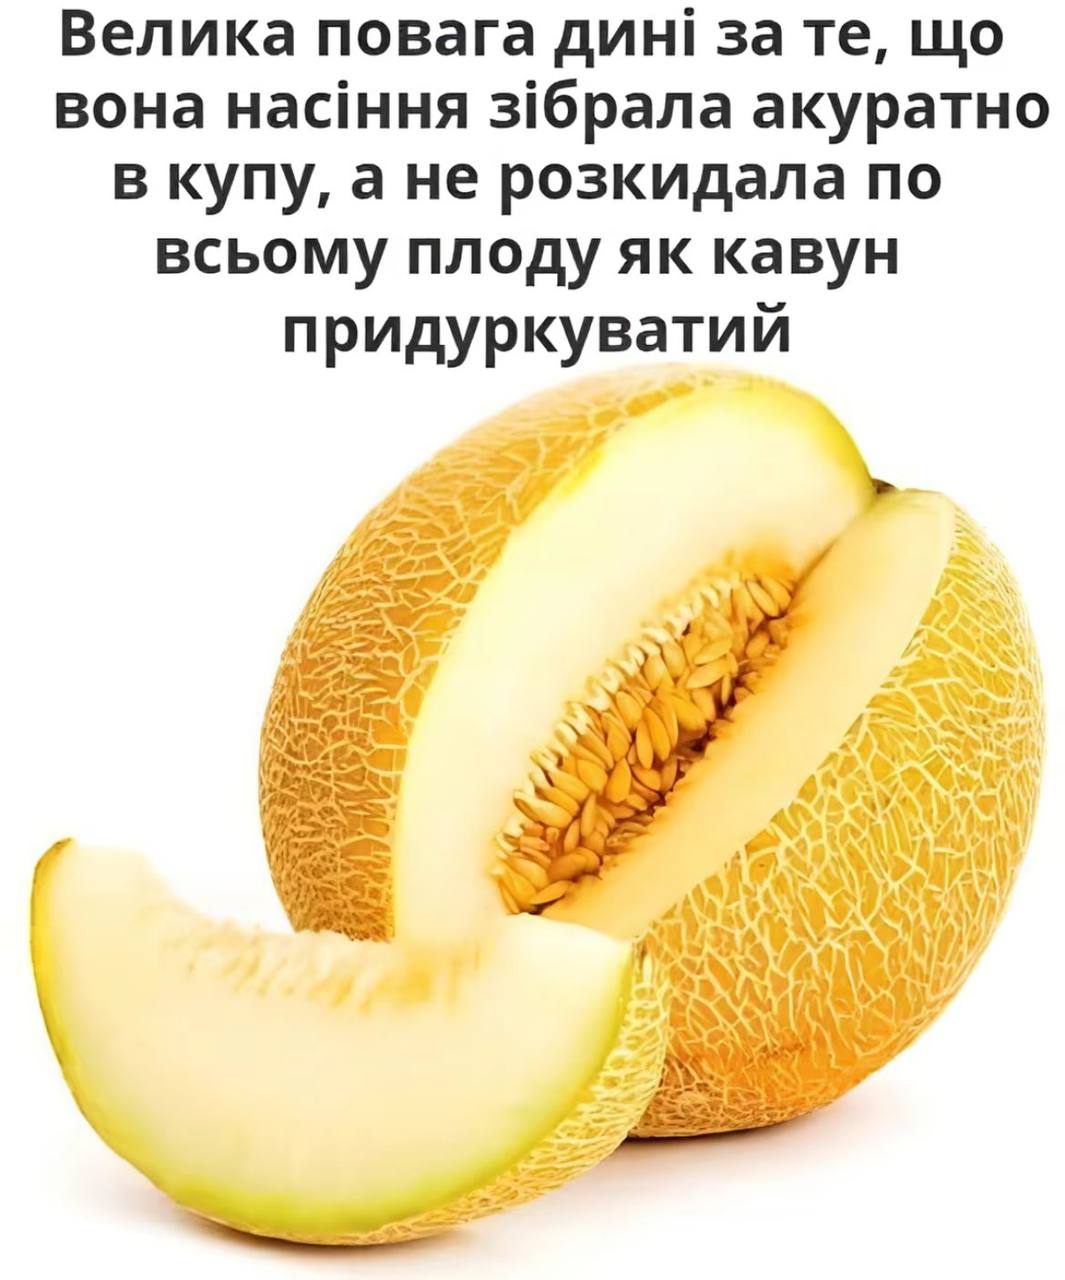 Велика повага дині за те, що
вона насіння зібрала акуратно
в купу, а не розкидала по
всьому плоду як кавун
придуркуватий